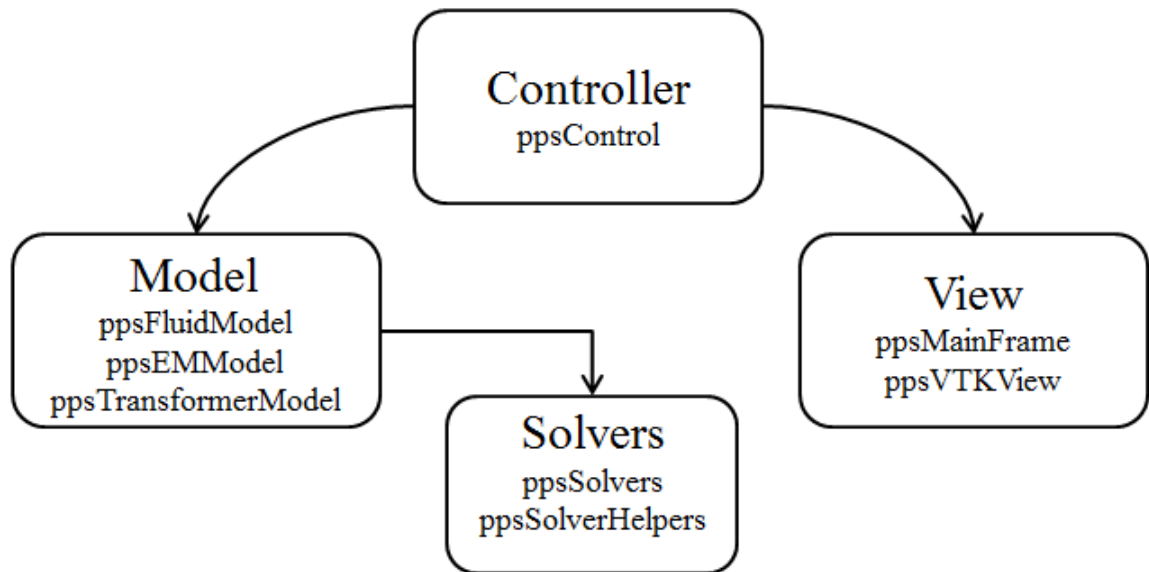 Controller
ppsControl
Model
ppsFluidModel
ppsEMModel
ppsTransformerModel
View
ppsMainFrame
ppsVTKView
Solvers
ppsSolvers
ppsSolverHelpers